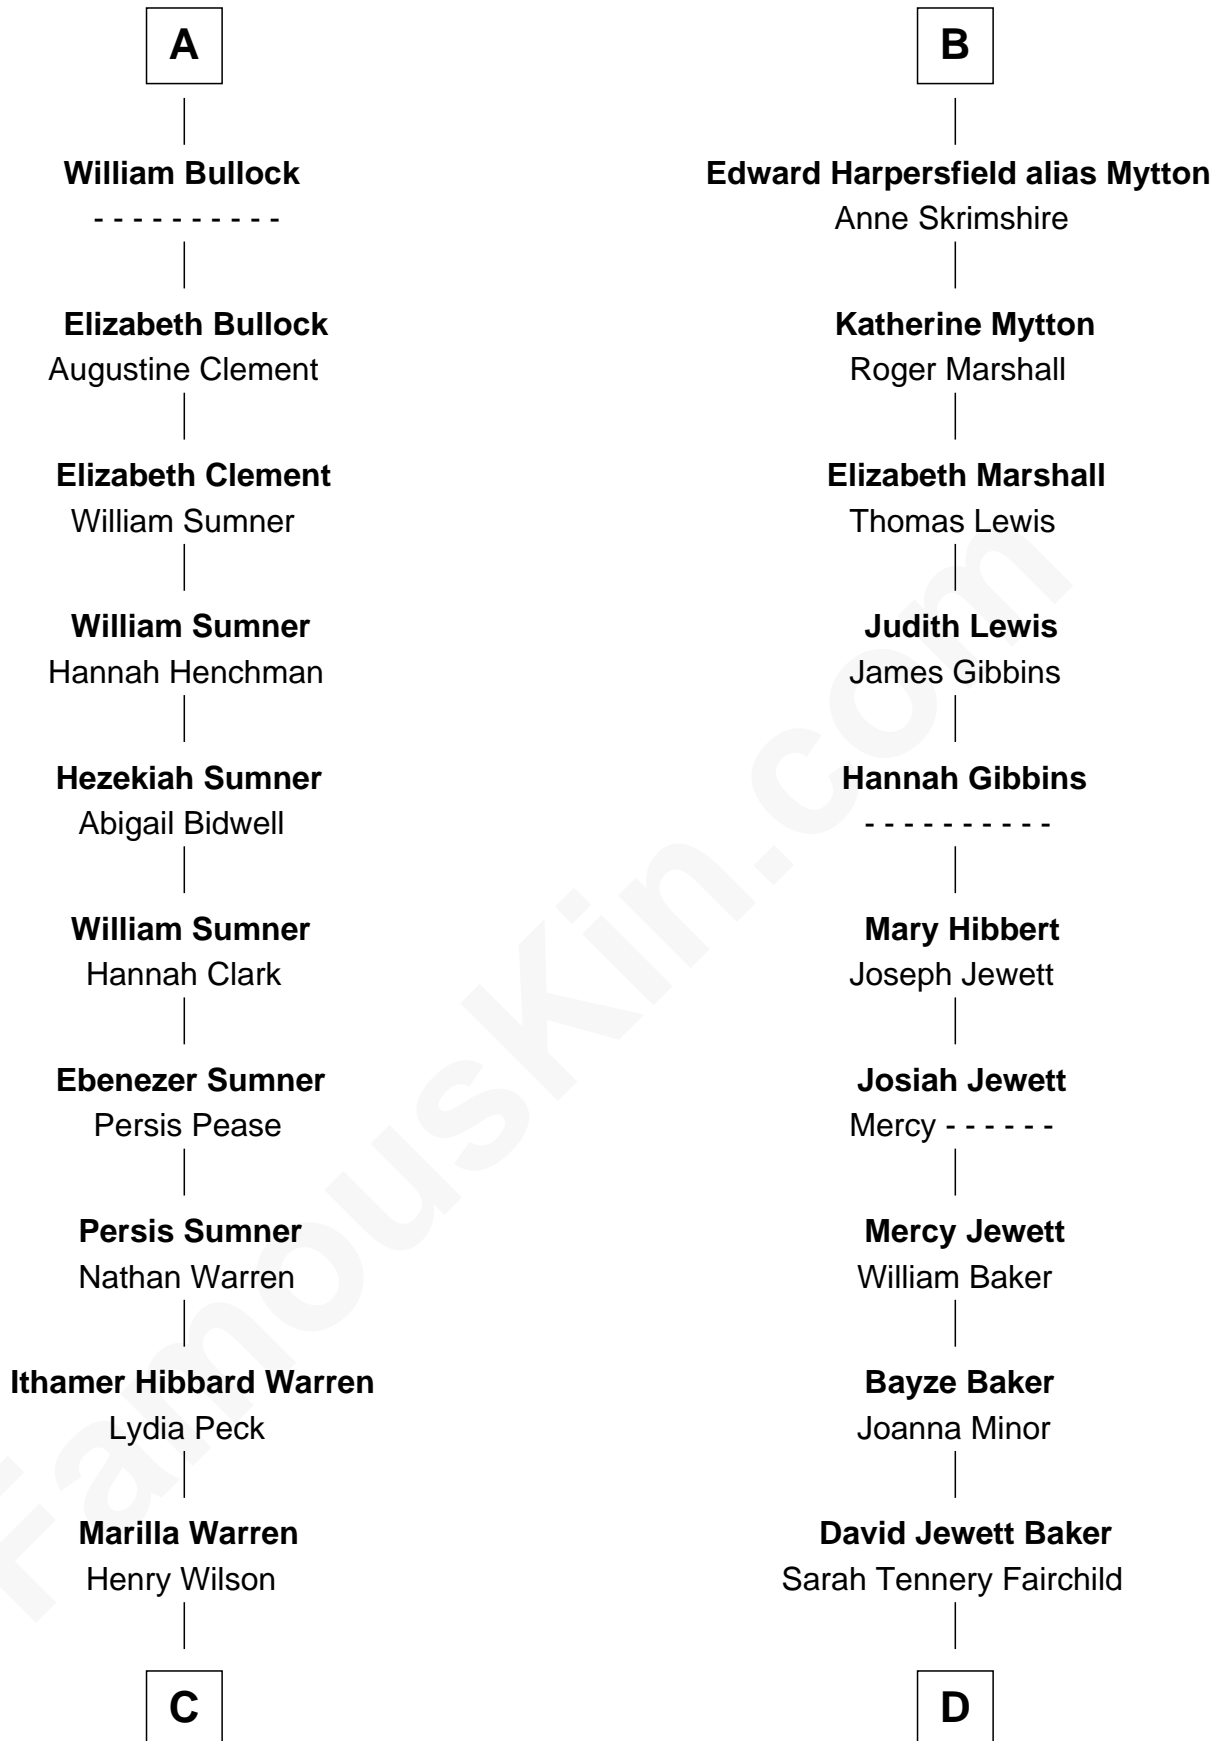 A
William Bullock
- - - - - - - - - -
Elizabeth Bullock
Augustine Clement
Elizabeth Clement
William Sumner
William Sumner
Hannah Henchman
Hezekiah Sumner
Abigail Bidwell
William Sumner
Hannah Clark
Ebenezer Sumner
Persis Pease
Persis Sumner
Nathan Warren
Ithamer Hibbard Warren
Lydia Peck
Marilla Warren
Henry Wilson
C
B
Edward Harpersfield alias Mytton
Anne Skrimshire
Katherine Mytton
Roger Marshall
Elizabeth Marshall
Thomas Lewis
Judith Lewis
James Gibbins
Hannah Gibbins
- - - - - - - - - -
Mary Hibbert
Joseph Jewett
Josiah Jewett
Mercy - - - - - -
Mercy Jewett
William Baker
Bayze Baker
Joanna Minor
David Jewett Baker
Sarah Tennery Fairchild
D
FamousKin.com